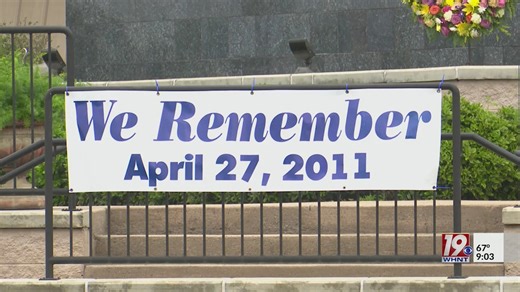 We Remember
April 27, 2011
19
WHNT
67°
9:03